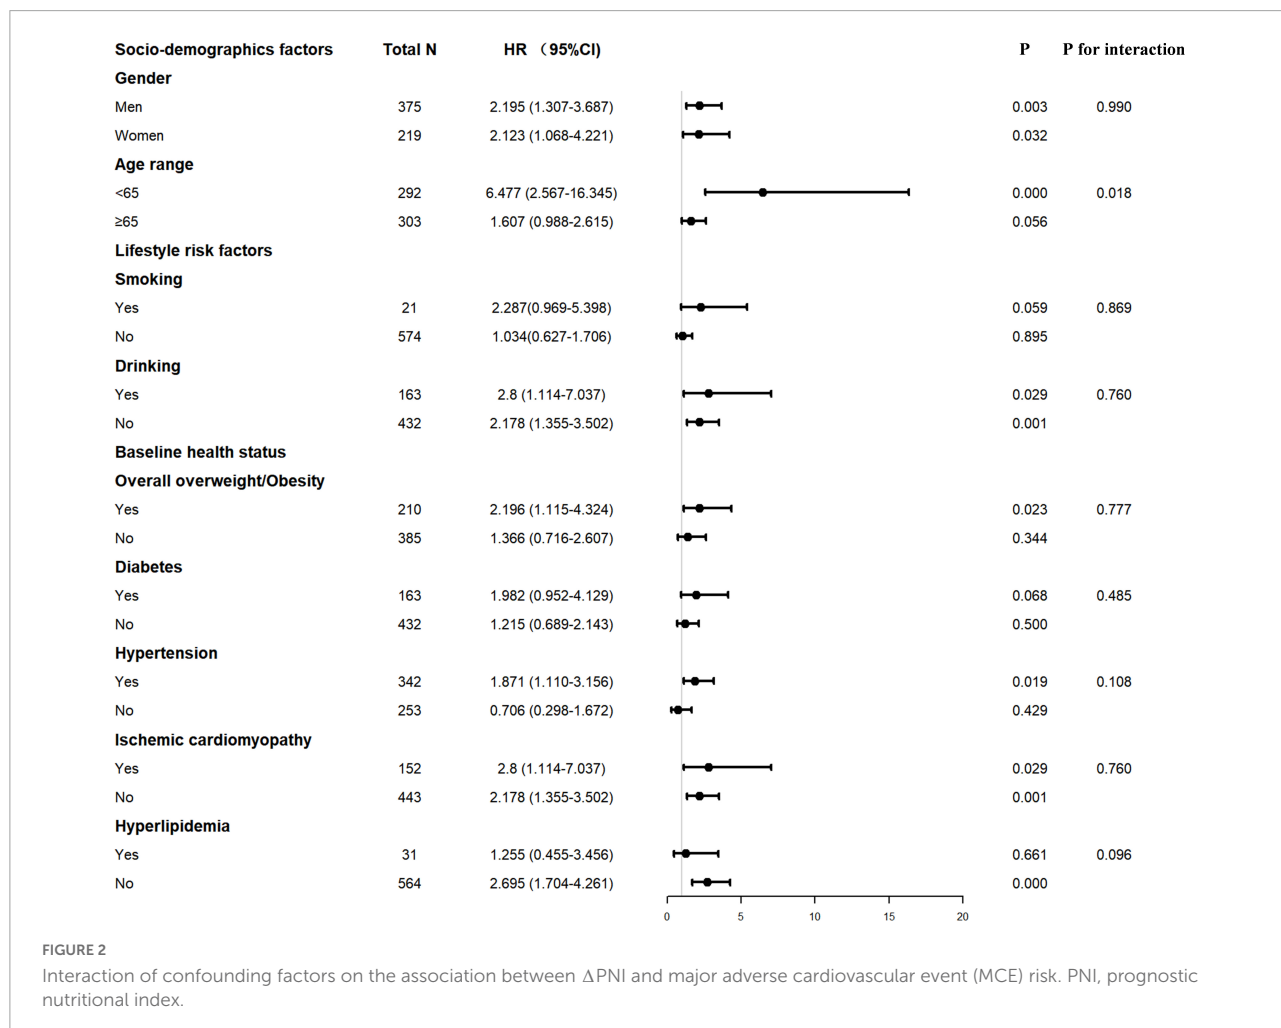 Socio-demographics factors Total N HR （95%CI) P P for interaction
Gender
Men 375 2.195 (1.307-3.687) 0.003 0.990
Women 219 2.123 (1.068-4.221) 0.032
Age range
<65 292 6.477 (2.567-16.345) 0.000 0.018
≥65 303 1.607 (0.988-2.615) 0.056
Lifestyle risk factors
Smoking
Yes 21 2.287(0.969-5.398) 0.059 0.869
No 574 1.034(0.627-1.706) 0.895
Drinking
Yes 163 2.8 (1.114-7.037) 0.029 0.760
No 432 2.178 (1.355-3.502) 0.001
Baseline health status
Overall overweight/Obesity
Yes 210 2.196 (1.115-4.324) 0.023 0.777
No 385 1.366 (0.716-2.607) 0.344
Diabetes
Yes 163 1.982 (0.952-4.129) 0.068 0.485
No 432 1.215 (0.689-2.143) 0.500
Hypertension
Yes 342 1.871 (1.110-3.156) 0.019 0.108
No 253 0.706 (0.298-1.672) 0.429
Ischemic cardiomyopathy
Yes 152 2.8 (1.114-7.037) 0.029 0.760
No 443 2.178 (1.355-3.502) 0.001
Hyperlipidemia
Yes 31 1.255 (0.455-3.456) 0.661 0.096
No 564 2.695 (1.704-4.261) 0.000
0 5 10 15 20
FIGURE 2
Interaction of confounding factors on the association between ΔPNI and major adverse cardiovascular event (MCE) risk. PNI, prognostic
nutritional index.